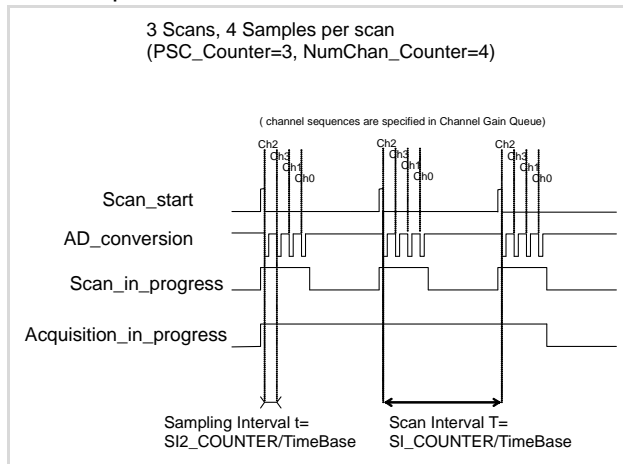 3 Scans, 4 Samples per scan
(PSC_Counter=3, NumChan_Counter=4)
( channel sequences are specified in Channel Gain Queue)
Ch2
Ch3
Ch1
Ch0
Ch2
Ch3
Ch1
Ch0
Ch2
Ch3
Ch1
Ch0
Scan_start
AD_conversion
Scan_in_progress
Acquisition_in_progress
Sampling Interval t=
SI2_COUNTER/TimeBase
Scan Interval T=
SI_COUNTER/TimeBase